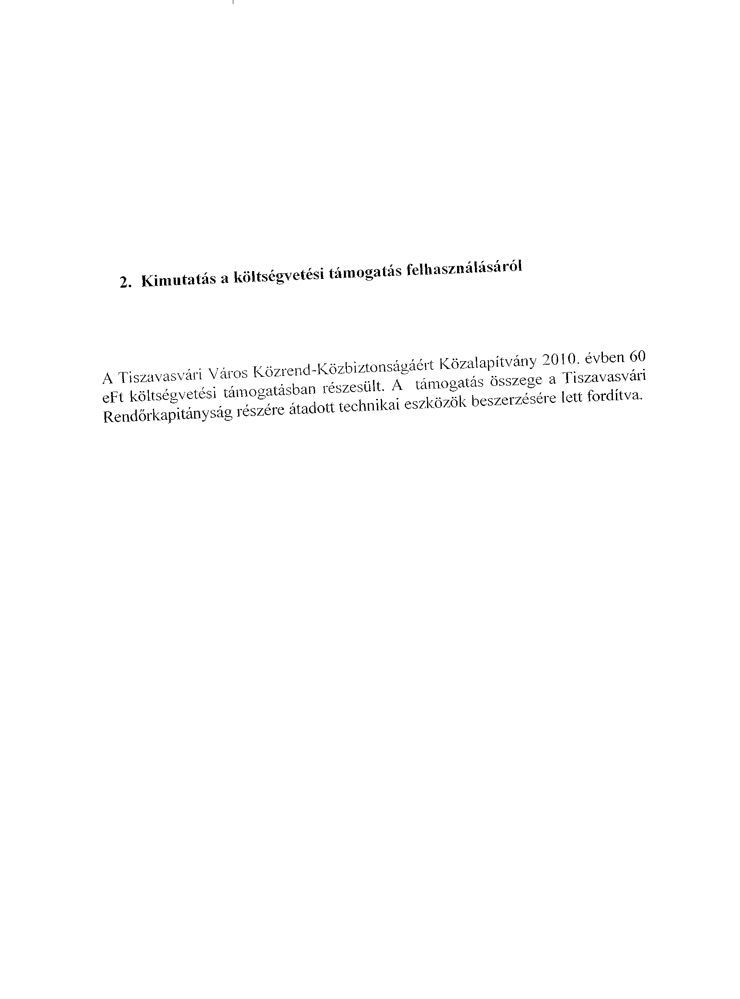 2. Kimutatás a költségvetési támogatás felhasználásáról
A Tiszavasvári Város Közrend-Közbiztonságáért Közalapítvány 2010. évben 60
eFt költségvetési támogatásban részesült. A támogatás összege a Tiszavasvári
Rendőrkapitányság részére átadott technikai eszközök beszerzésére lett fordítva.